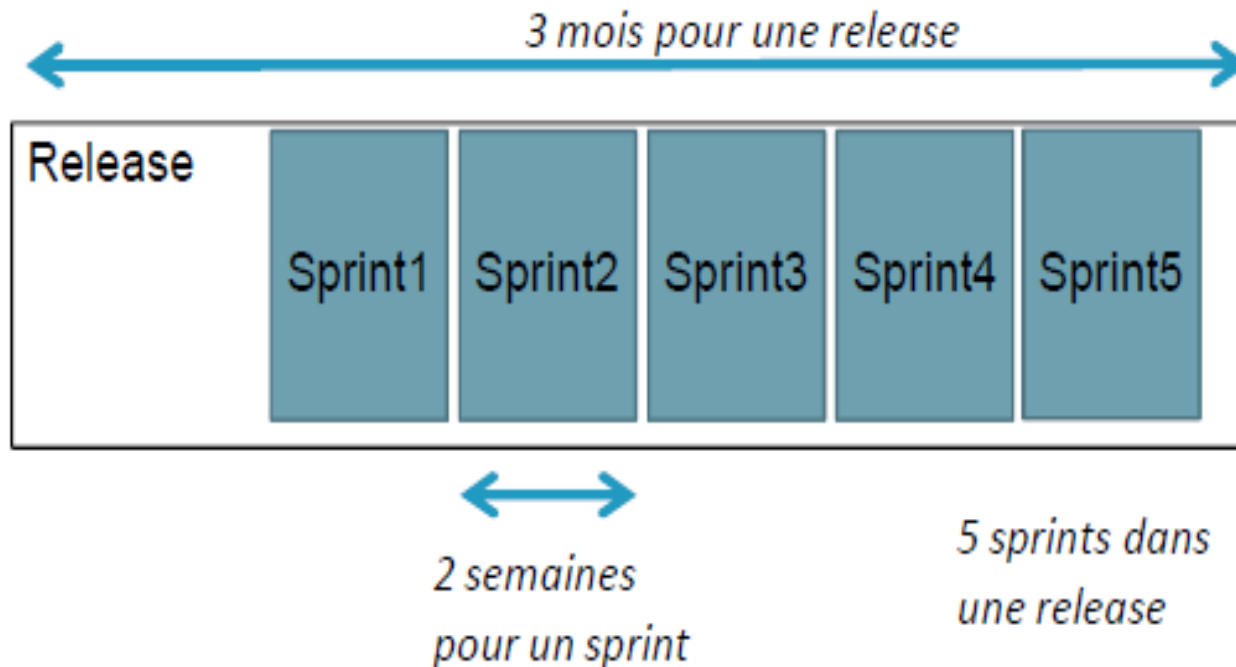 3 mois pour une release
Release
Sprint1
Sprint2
Sprint3
Sprint4
Sprint5
2 semaines
pour un sprint
5 sprints dans
une release